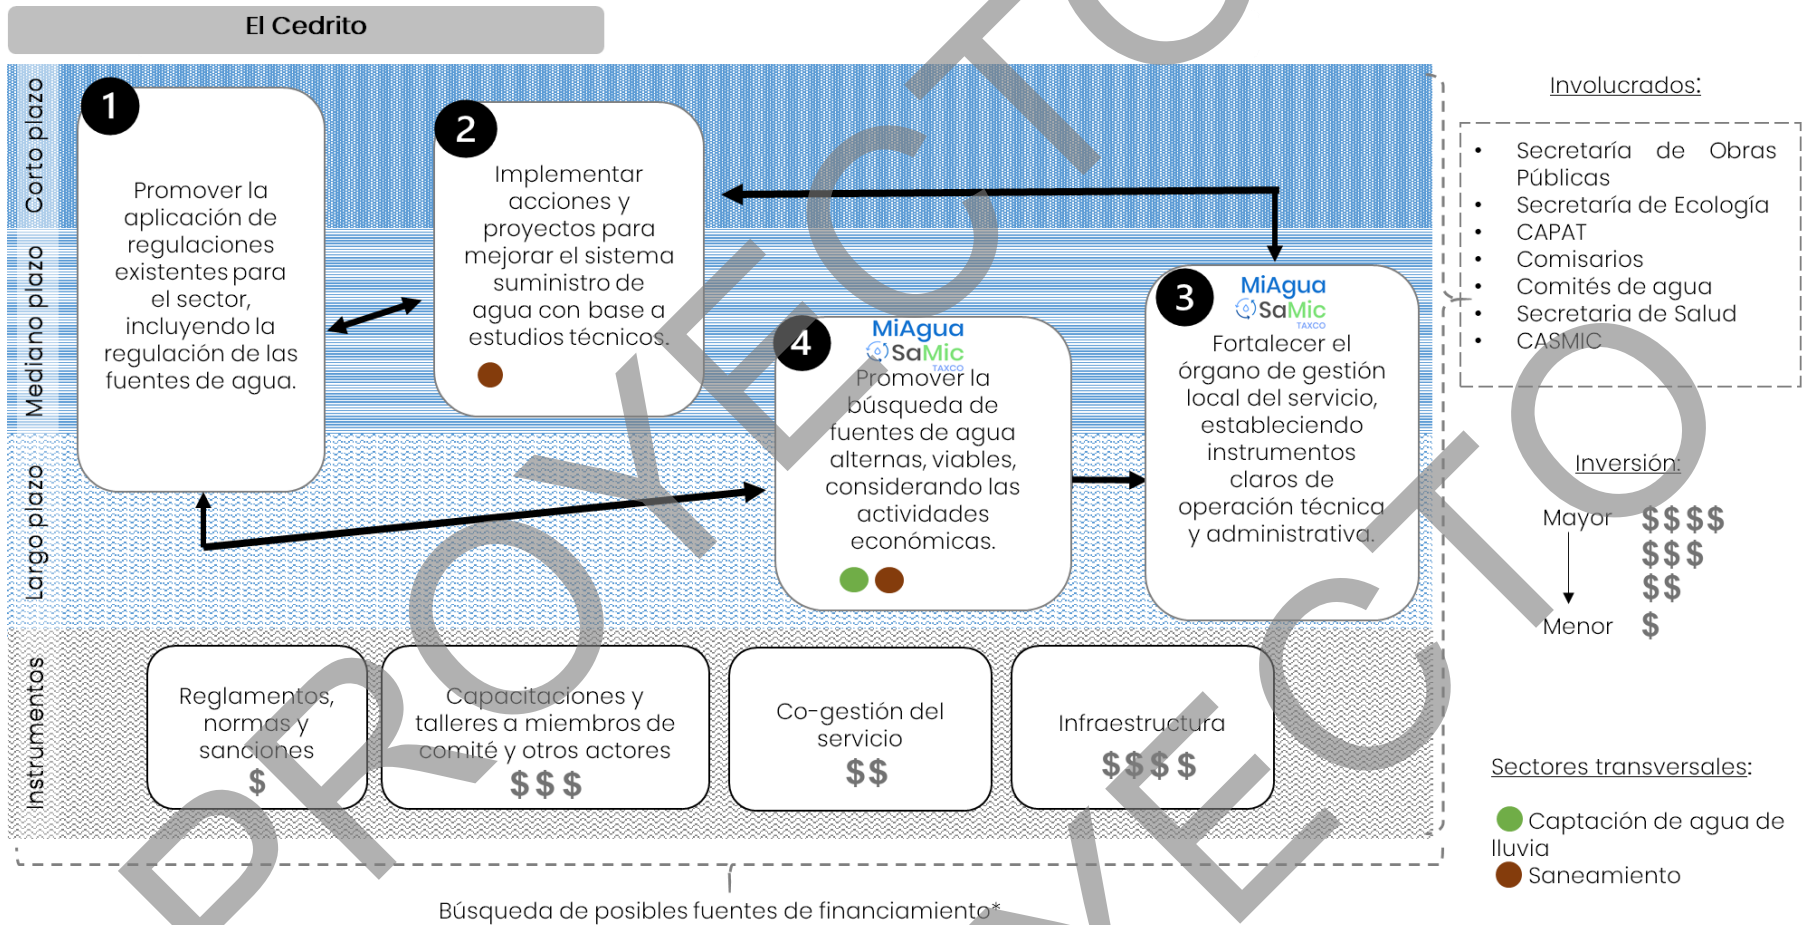 El Cedrito
Corto plazo
Mediano plazo
Largo plazo
Instrumentos
1
Promover la
aplicación de
regulaciones
existentes para
el sector,
incluyendo la
regulación de las
fuentes de agua.
2
Implementar
acciones y
proyectos para
mejorar el sistema
suministro de
agua con base a
estudios técnicos.
4
MiAgua
SaMic
TAXCO
Promover la
búsqueda de
fuentes de agua
alternas, viables,
considerando las
actividades
económicas.
3
MiAgua
SaMic
TAXCO
Fortalecer el
órgano de gestión
local del servicio,
estableciendo
instrumentos
claros de
operación técnica
y administrativa.
Reglamentos,
normas y
sanciones
$
Capacitaciones y
talleres a miembros de
comité y otros actores
$$$
Co-gestión del
servicio
$$
Infraestructura
$$$$
Búsqueda de posibles fuentes de financiamiento*
Involucrados:
• Secretaría de Obras
Públicas
• Secretaría de Ecología
• CAPAT
• Comisarios
• Comités de agua
• Secretaria de Salud
• CASMIC
Inversión:
Mayor $$$$
$$$
$$
Menor $
Sectores transversales:
Captación de agua de
lluvia
Saneamiento
PROYECTO
PROYECTO